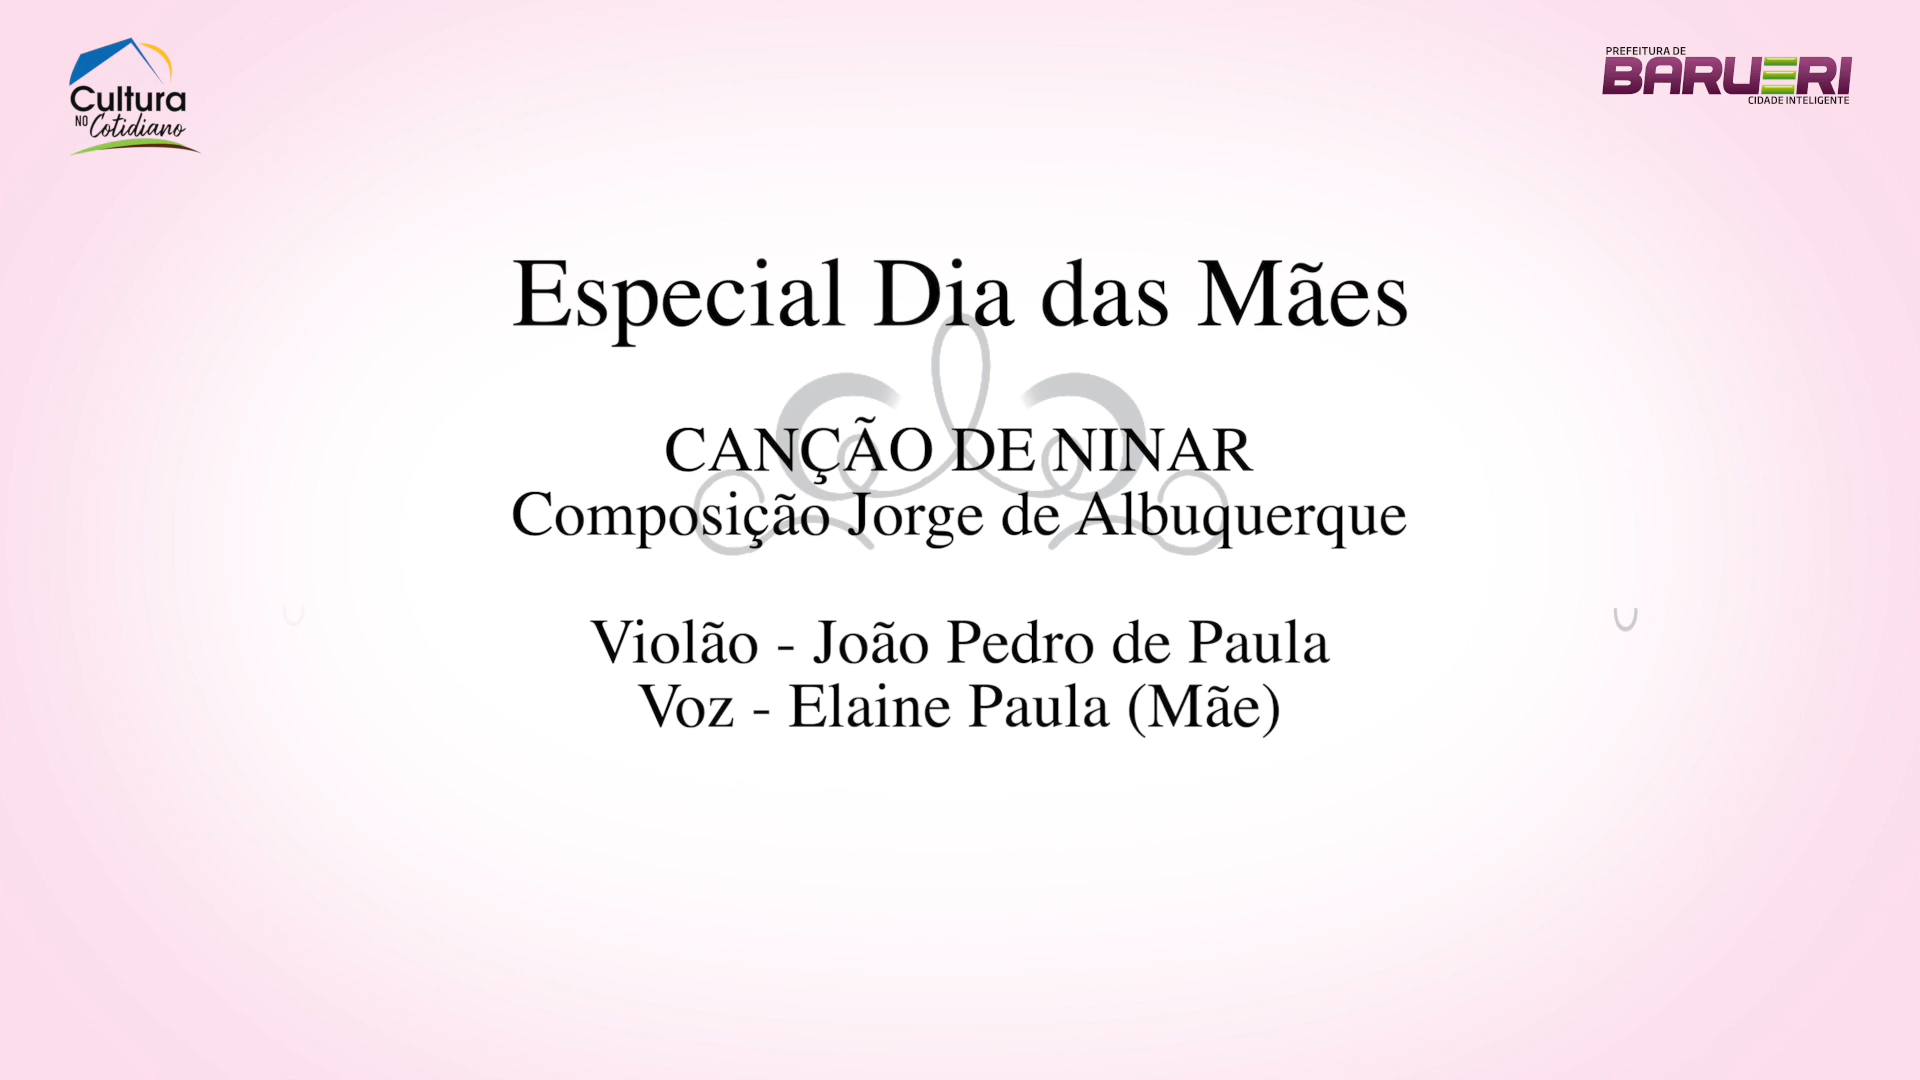 Cultura
NO Cotidiano
PREFEITURA DE
BARUERI
CIDADE INTELIGENTE
Especial Dia das Mães
CANÇÃO DE NINAR
Composição Jorge de Albuquerque
Violão - João Pedro de Paula
Voz - Elaine Paula (Mãe)